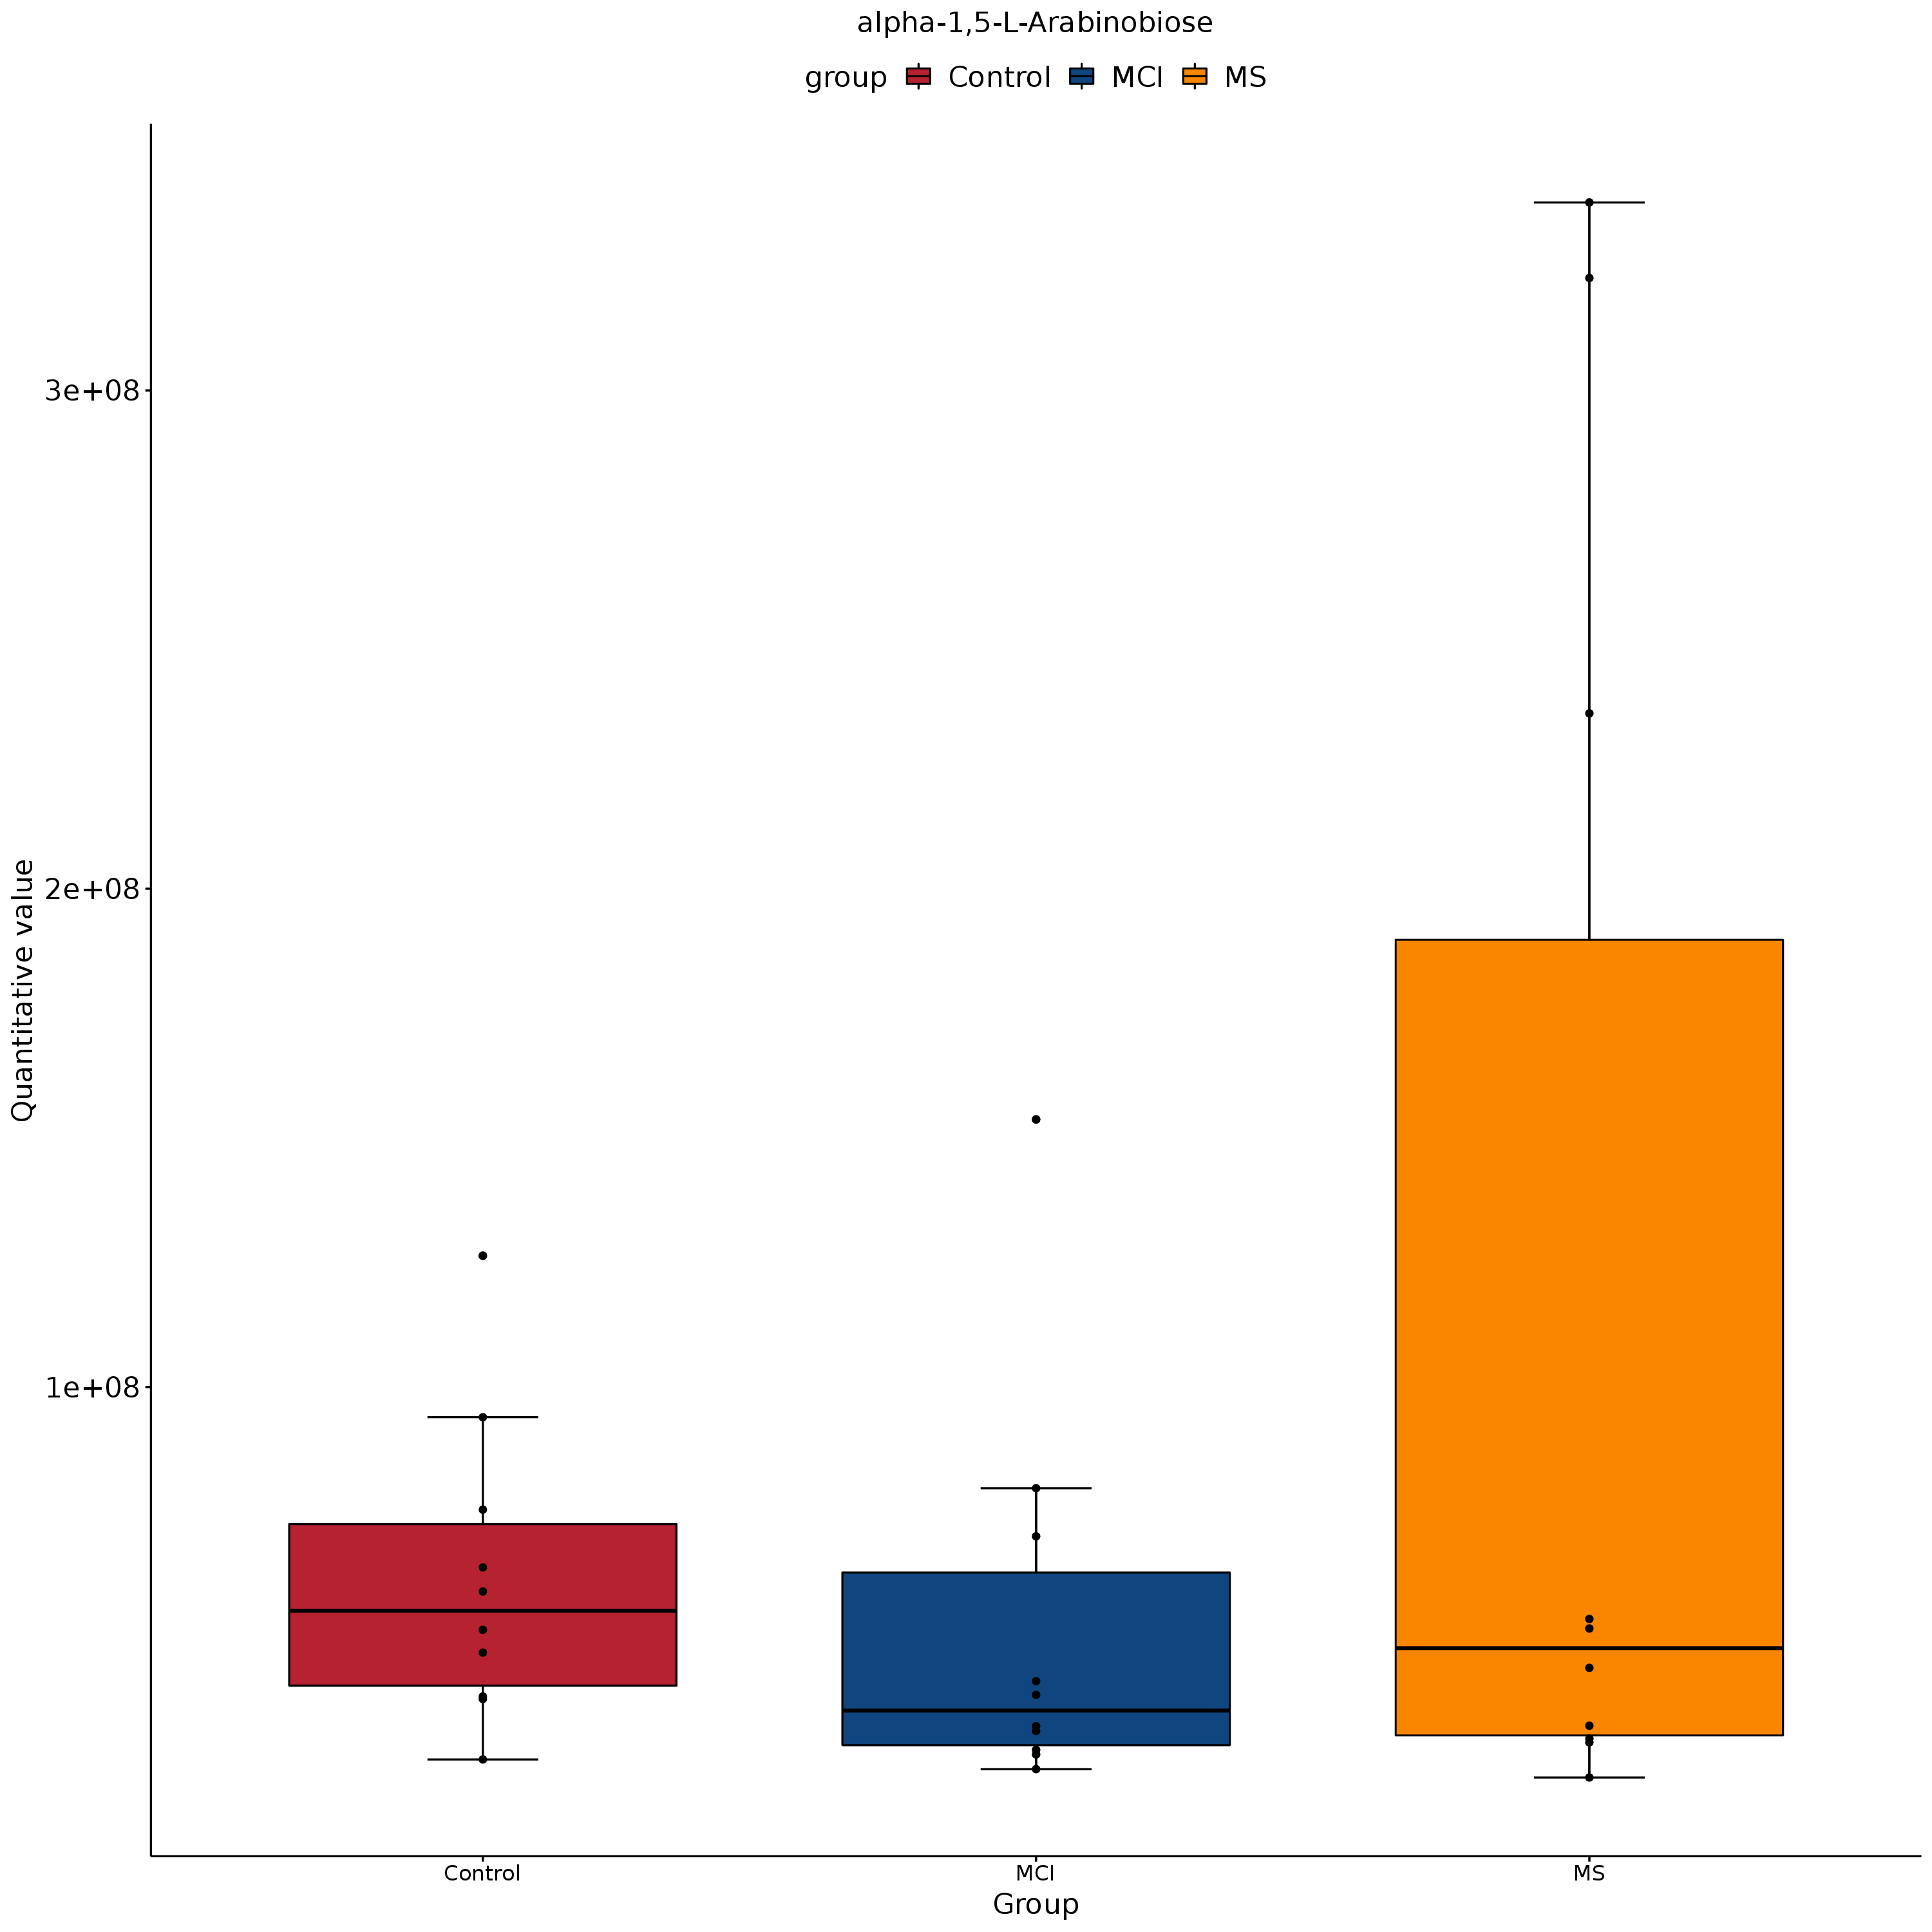 alpha-1,5-L-Arabinobiose
group Control MCI MS
Quantitative value
3e+08
2e+08
1e+08
Control MCI MS
Group